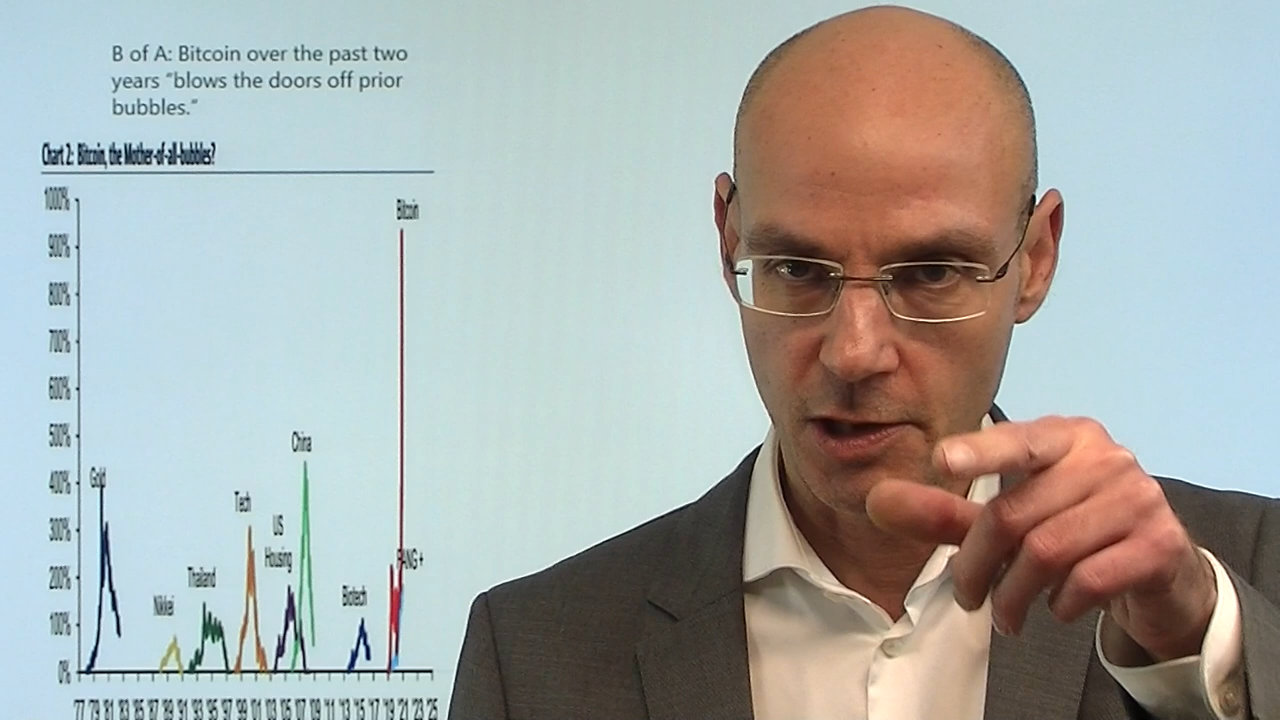 B of A: Bitcoin over the past two
years "blows the doors off prior
bubbles."
Chart 2: Bitcoin, the Mother-of-all-bubbles?
1000%
900%
800%
700%
600%
500%
400%
300%
200%
100%
0%
Gold
Nikkei
Thailand
Tech
US
Housing
China
Biotech
Bitcoin
FANG +
77 79 81 83 85 87 89 91 93 95 97 99 01 03 05 07 09 11 13 15 17 19 21 23 25